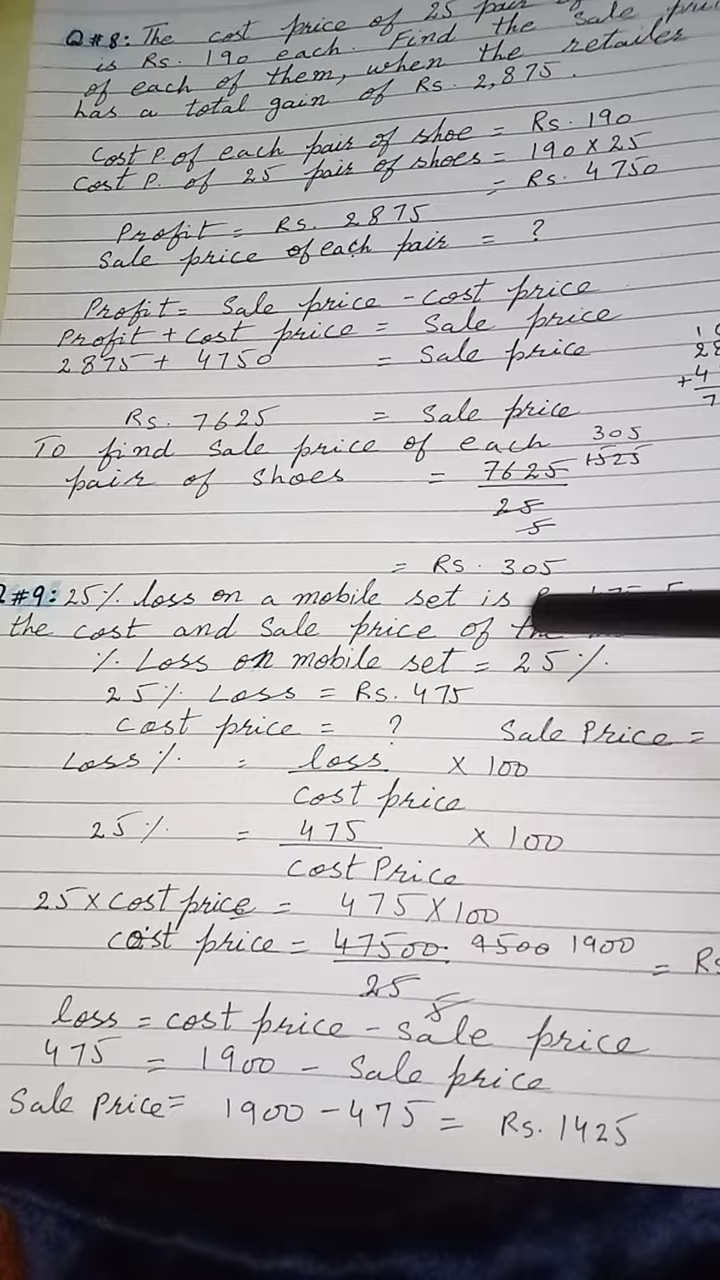 Q#8: The cost price of 25 pair
is Rs. 190 each. Find the sale
of each of them, when the retailer
has a total gain of Rs. 2,875.
Cost P. of each pair of shoe = Rs. 190
Cost P. of 25 pair of shoes = 190 X 25
= Rs. 4750
Profit = Rs. 2875
Sale price of each pair = ?
Profit = Sale price - cost price
Profit + cost price = Sale price
2875 + 4750 = Sale price
Rs. 7625 = Sale price
To find sale price of each 305
pair of shoes = 7625 1525
25
5
= Rs. 305
#9: 25% loss on a mobile set is
the cost and sale price of
% Loss on mobile set = 25%.
25% Loss = Rs. 475
cost price = ? Sale Price =
Loss% = loss X 100
cost price
25% = 475 X 100
cost Price
25 X cost price = 475 X 100
cost price = 47500 9500 1900
25 = Rs
5
loss = cost price - sale price
475 = 1900 - Sale price
Sale Price = 1900 - 475 = Rs. 1425